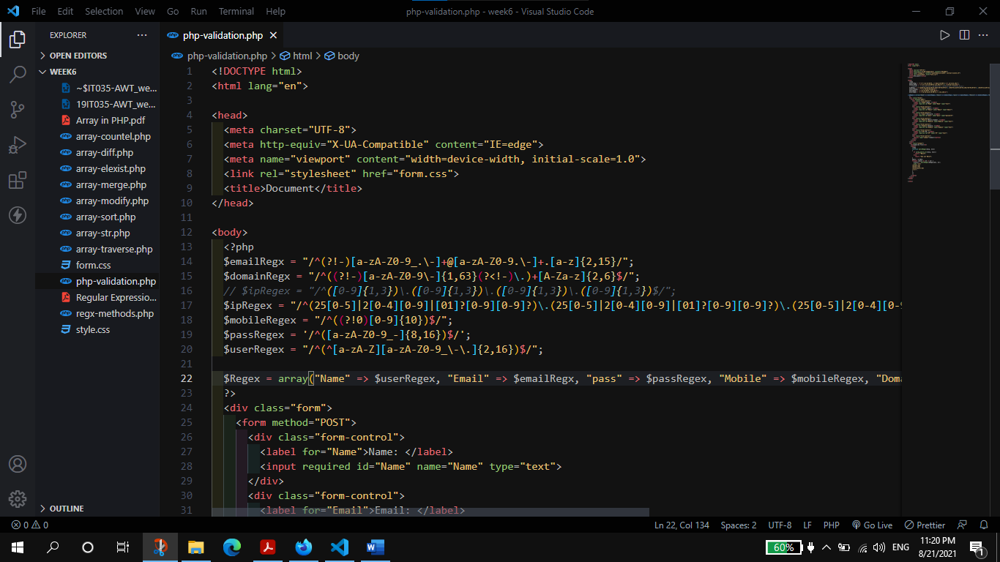 File Edit Selection View Go Run Terminal Help
php-validation.php - week6 - Visual Studio Code
EXPLORER
OPEN EDITORS
WEEK6
~$IT035-AWT_we...
19IT035-AWT_we...
Array in PHP.pdf
array-countel.php
array-diff.php
array-elexist.php
array-merge.php
array-modify.php
array-sort.php
array-str.php
array-traverse.php
form.css
php-validation.php
Regular Expressio...
regx-methods.php
style.css
OUTLINE
php-validation.php
php-validation.php > html > body
1 <!DOCTYPE html>
2 <html lang="en">
3
4 <head>
5 <meta charset="UTF-8">
6 <meta http-equiv="X-UA-Compatible" content="IE=edge">
7 <meta name="viewport" content="width=device-width, initial-scale=1.0">
8 <link rel="stylesheet" href="form.css">
9 <title>Document</title>
10 </head>
11
12 <body>
13 <?php
14 $emailRegx = "/^(?!-)[a-zA-Z0-9_.\-]+@[a-zA-Z0-9.\-]+.[a-z]{2,15}/";
15 $domainRegx = "/^((?!-)[a-zA-Z0-9\-]{1,63}(?<!-)\.)+[A-Za-z]{2,6}$/";
16 // $ipRegex = "/^([0-9]{1,3})\.([0-9]{1,3})\.([0-9]{1,3})\.([0-9]{1,3})$/";
17 $ipRegex = "/^(25[0-5]|2[0-4][0-9]|[01]?[0-9][0-9]?)\.(25[0-5]|2[0-4][0-9]|[01]?[0-9][0-9]?)\.(25[0-5]|2[0-4][0-9
18 $mobileRegex = "/^((?!0)[0-9]{10})$/";
19 $passRegex = '/^([a-zA-Z0-9_-]{8,16})$/';
20 $userRegex = "/^(^[a-zA-Z][a-zA-Z0-9_\-\.]{2,16})$/";
21
22 $Regex = array("Name" => $userRegex, "Email" => $emailRegx, "pass" => $passRegex, "Mobile" => $mobileRegex, "Doma
23 ?>
24 <div class="form">
25 <form method="POST">
26 <div class="form-control">
27 <label for="Name">Name: </label>
28 <input required id="Name" name="Name" type="text">
29 </div>
30 <div class="form-control">
31 <label for="Email">Email: </label>
0 0
Ln 22, Col 134 Spaces: 2 UTF-8 LF PHP Go Live Prettier
60% ENG 11:20 PM
8/21/2021
1